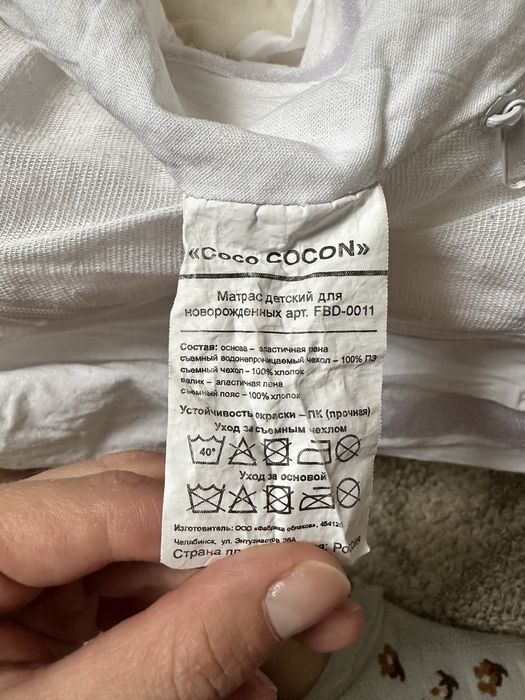 «Coco COCON»
Матрас детский для
новорожденных арт. FBD-0011
Состав: основа – эластичная пена
съемный водонепроницаемый чехол – 100% ПЭ
съемный чехол – 100% хлопок
валик – эластичная пена
съемный пояс – 100% хлопок
Устойчивость окраски – ПК (прочная)
Уход за съемным чехлом
40°
Уход за основой
Изготовитель: ООО «Фабрика облаков», 45412
Челябинск, ул. Энтузиастов 26А
Страна